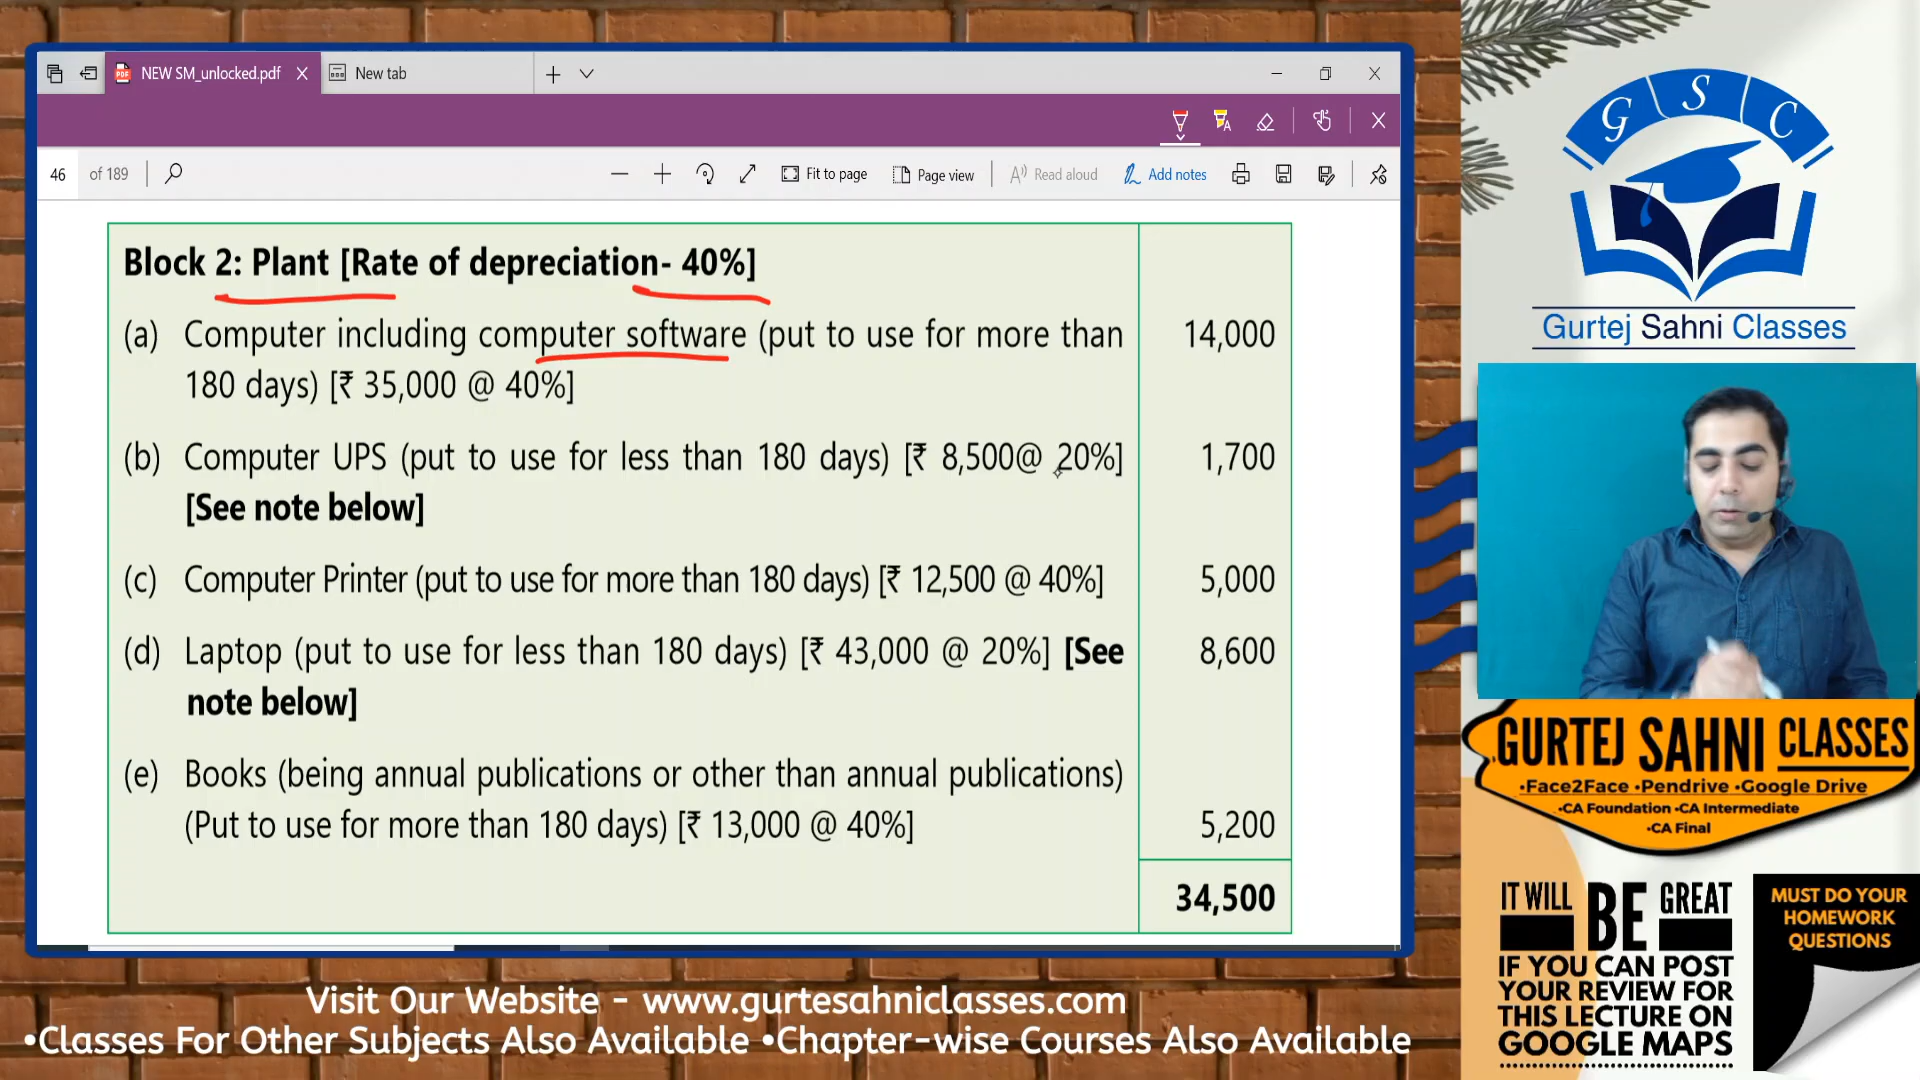 NEW SM_unlocked.pdf
New tab
46 of 189
Fit to page
Page view
Read aloud
Add notes
Block 2: Plant [Rate of depreciation- 40%]
(a) Computer including computer software (put to use for more than 14,000
180 days) [₹ 35,000 @ 40%]
(b) Computer UPS (put to use for less than 180 days) [₹ 8,500@ 20%] 1,700
[See note below]
(c) Computer Printer (put to use for more than 180 days) [₹ 12,500 @ 40%] 5,000
(d) Laptop (put to use for less than 180 days) [₹ 43,000 @ 20%] [See 8,600
note below]
(e) Books (being annual publications or other than annual publications)
(Put to use for more than 180 days) [₹ 13,000 @ 40%] 5,200
34,500
G S C
Gurtej Sahni Classes
GURTEJ SAHNI CLASSES
•Face2Face •Pendrive •Google Drive
•CA Foundation •CA Intermediate
•CA Final
IT WILL BE GREAT
IF YOU CAN POST
YOUR REVIEW FOR
THIS LECTURE ON
GOOGLE MAPS
MUST DO YOUR
HOMEWORK
QUESTIONS
Visit Our Website - www.gurtesahniclasses.com
•Classes For Other Subjects Also Available •Chapter-wise Courses Also Available